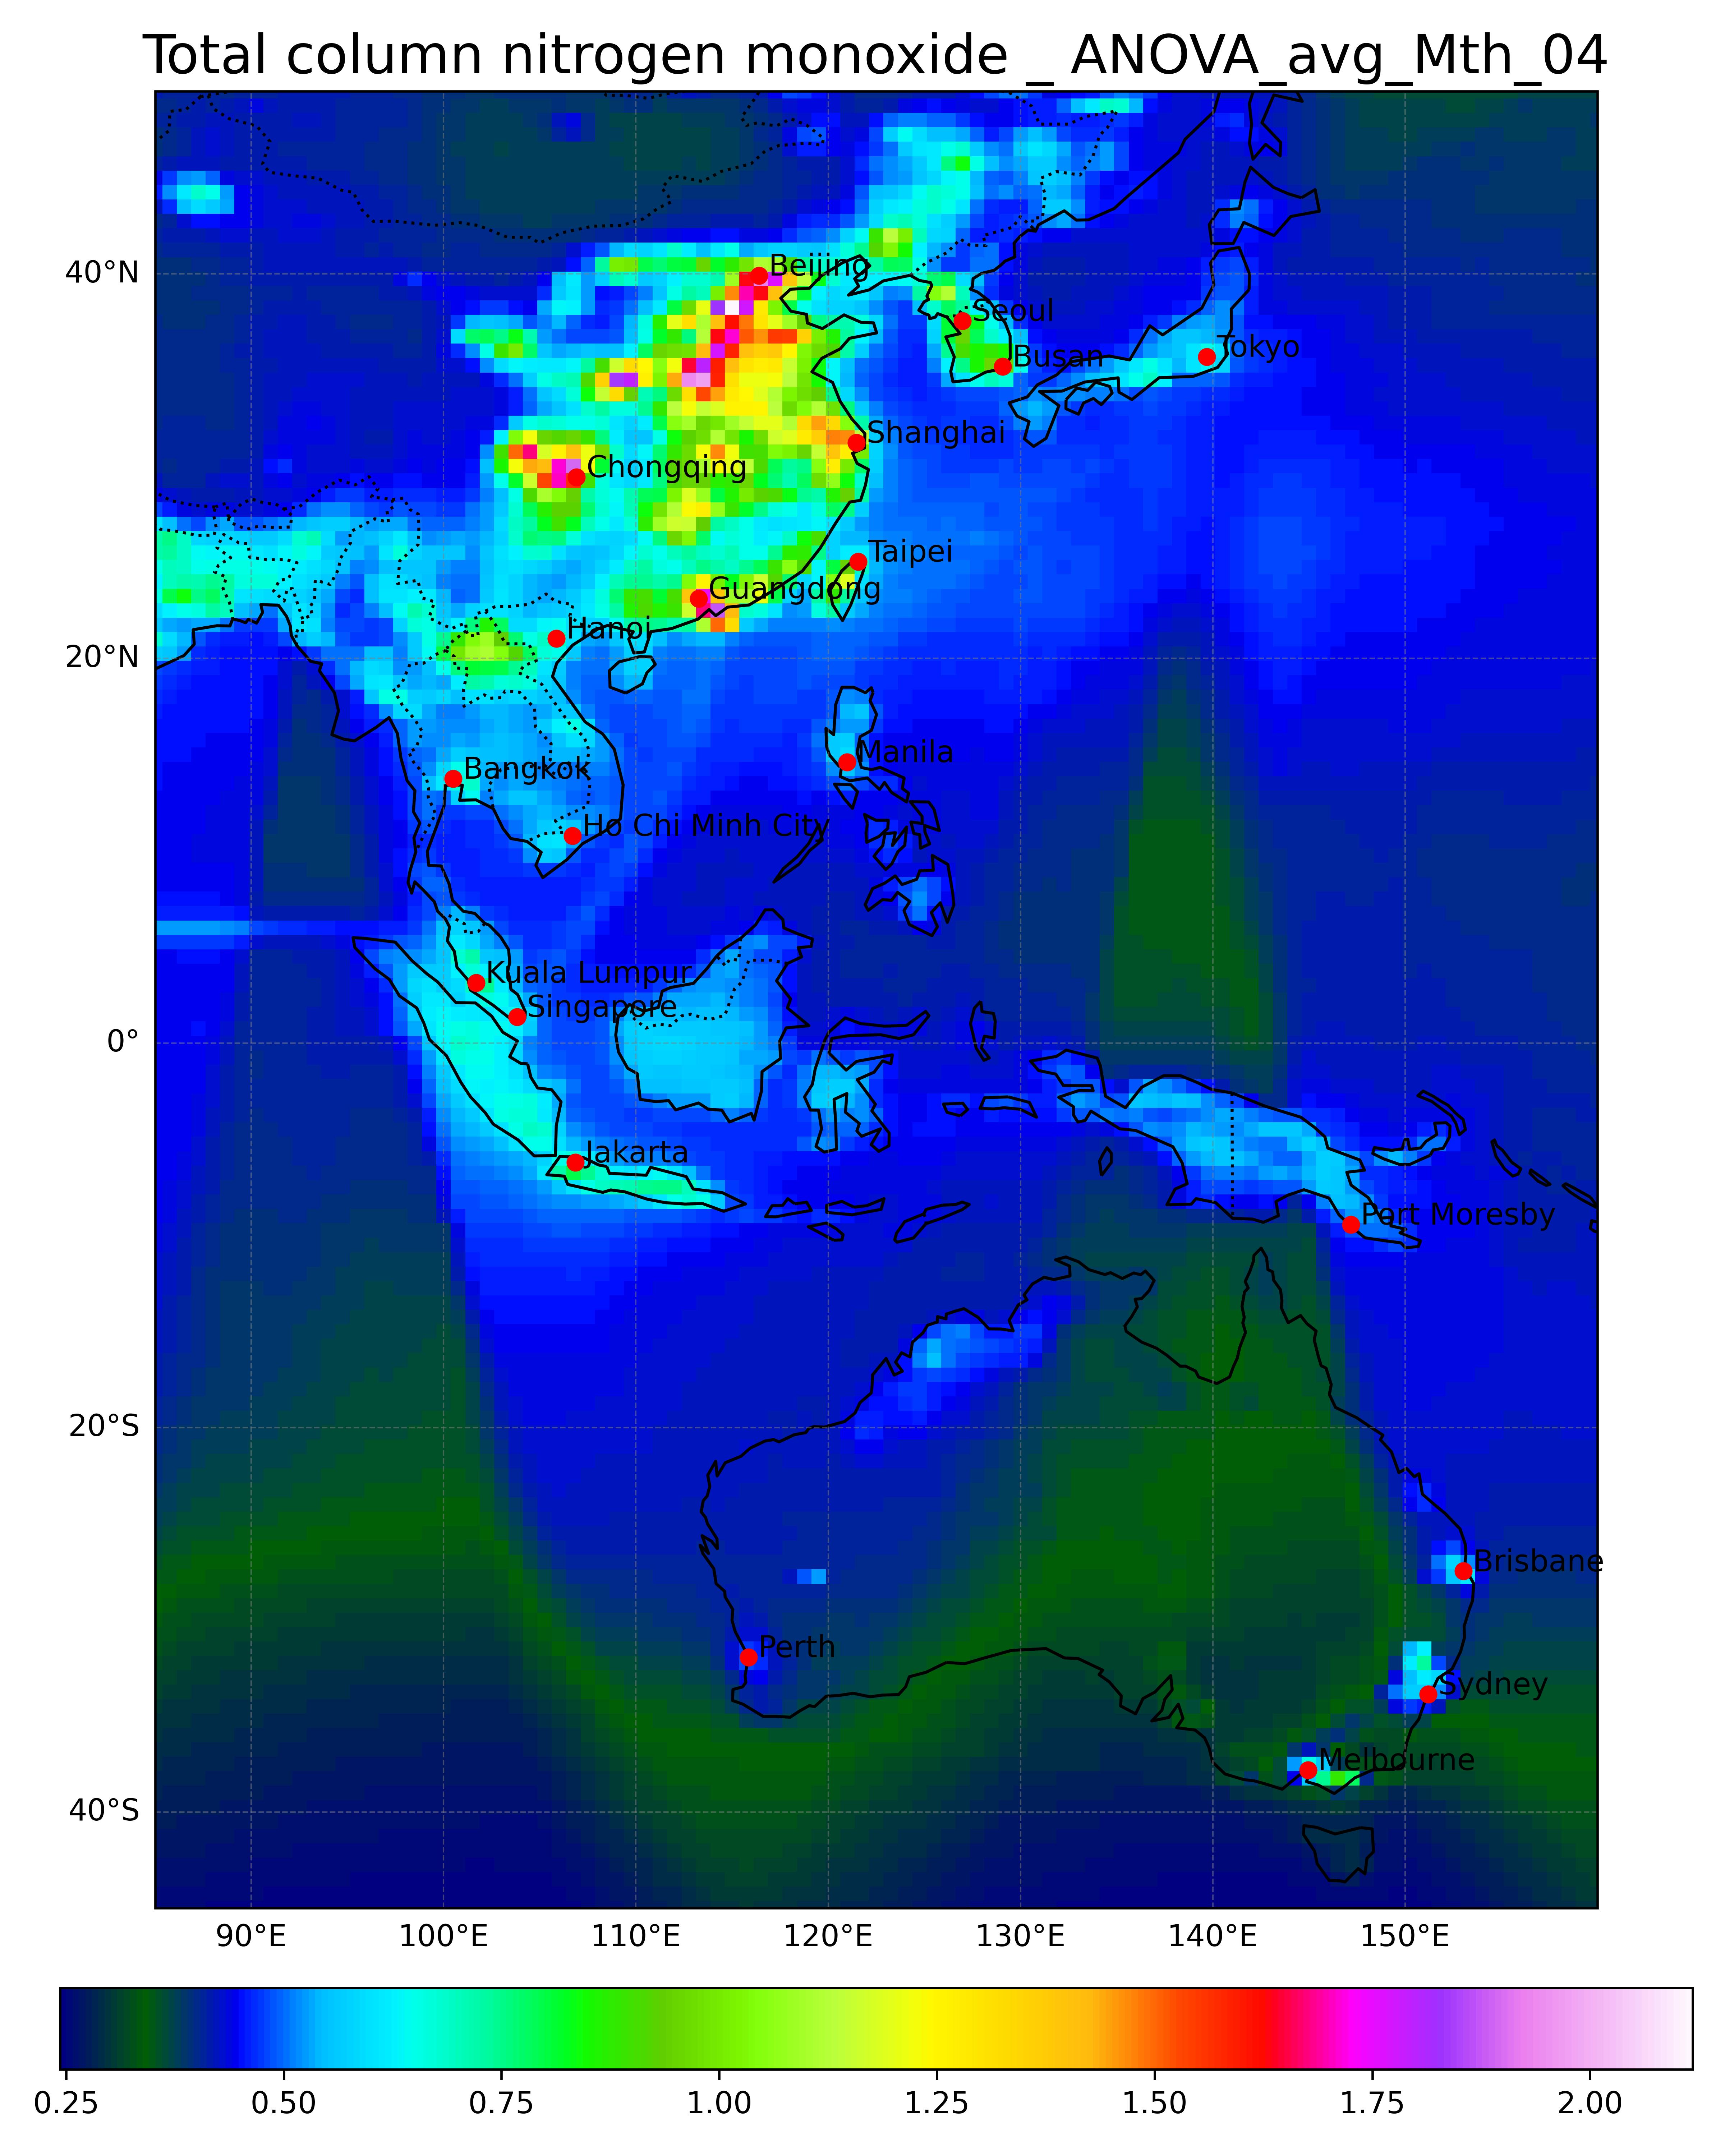 Total column nitrogen monoxide _ ANOVA_avg_Mth_04
40°N
Beijing
Seoul
Busan
Tokyo
Shanghai
Chongqing
Taipei
Guangdong
Hanoi
20°N
Manila
Bangkok
Ho Chi Minh City
Kuala Lumpur
Singapore
0°
Jakarta
Port Moresby
20°S
Brisbane
Perth
Sydney
Melbourne
40°S
90°E 100°E 110°E 120°E 130°E 140°E 150°E
0.25 0.50 0.75 1.00 1.25 1.50 1.75 2.00